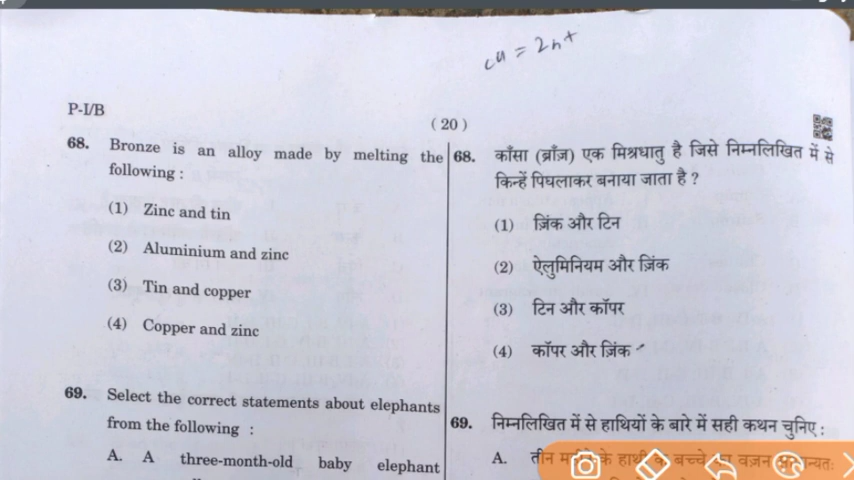 cu = zn+
P-I/B
( 20 )
68. Bronze is an alloy made by melting the
following :
(1) Zinc and tin
(2) Aluminium and zinc
(3) Tin and copper
(4) Copper and zinc
69. Select the correct statements about elephants
from the following :
A. A three-month-old baby elephant
68. काँसा (ब्राँज़) एक मिश्रधातु है जिसे निम्नलिखित में से
किन्हें पिघलाकर बनाया जाता है ?
(1) ज़िंक और टिन
(2) ऐलुमिनियम और ज़िंक
(3) टिन और कॉपर
(4) कॉपर और ज़िंक
69. निम्नलिखित में से हाथियों के बारे में सही कथन चुनिए :
A. तीन के हाथी के बच्चे का वज़न